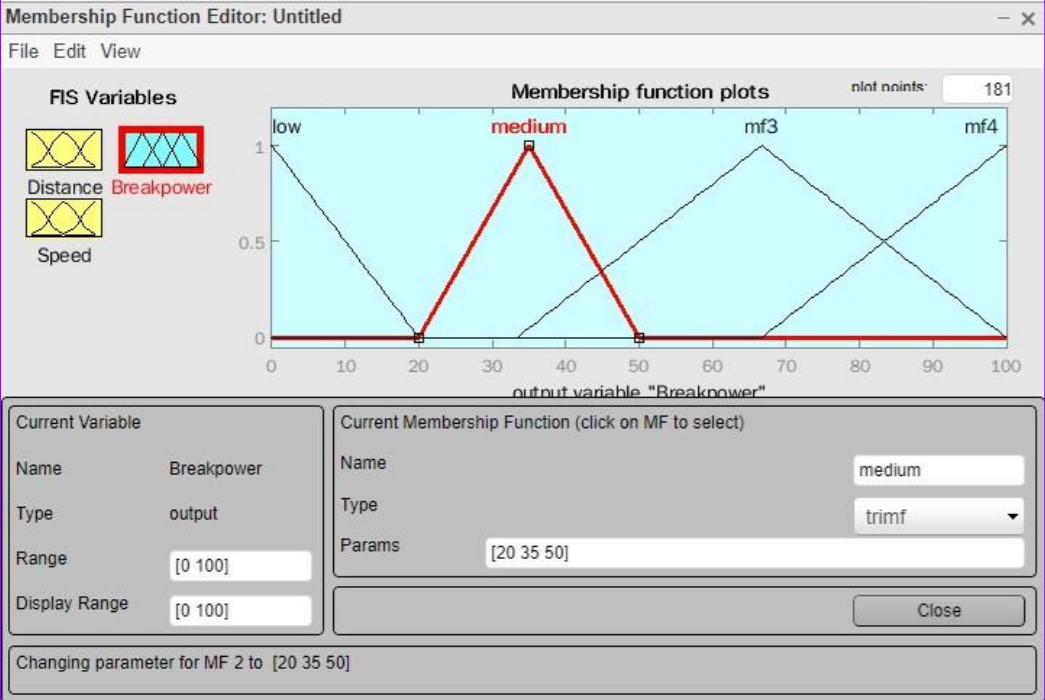 Membership Function Editor: Untitled
File Edit View
FIS Variables
Distance
Breakpower
Speed
Membership function plots
plot points:
181
low
medium
mf3
mf4
1
0.5
0
0 10 20 30 40 50 60 70 80 90 100
output variable "Breakpower"
Current Variable
Name Breakpower
Type output
Range [0 100]
Display Range [0 100]
Current Membership Function (click on MF to select)
Name medium
Type trimf
Params [20 35 50]
Close
Changing parameter for MF 2 to [20 35 50]